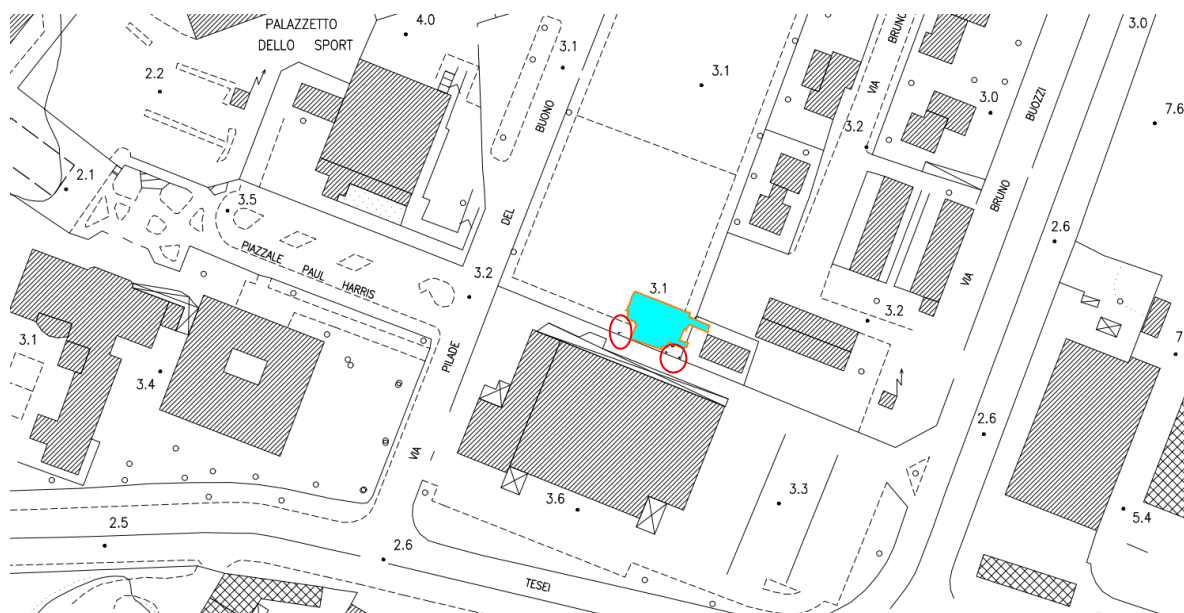 PALAZZETTO
DELLO SPORT
4.0
3.1
3.1
3.0
7.6
2.2
BRUNO
VIA
3.0
BUOZZI
3.2
BUONO
2.1
3.5
DEL
BRUNO
2.6
PIAZZALE PAUL HARRIS
3.2
VIA
3.1
3.2
3.1
3.4
PILADE
7
2.6
VIA
3.6
3.3
5.4
2.5
2.6
TESEI